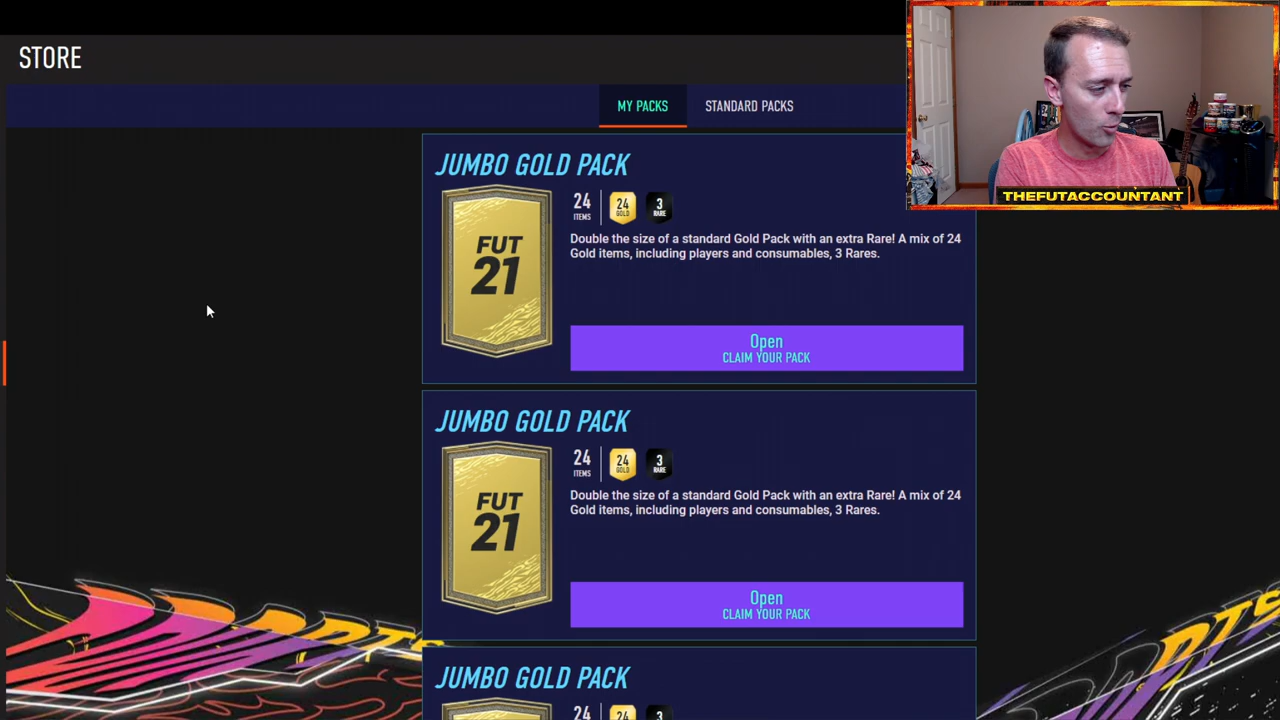 STORE
MY PACKS
STANDARD PACKS
THEFUTACCOUNTANT
JUMBO GOLD PACK
FUT
21
24
ITEMS
24
GOLD
3
RARE
Double the size of a standard Gold Pack with an extra Rare! A mix of 24
Gold items, including players and consumables, 3 Rares.
Open
CLAIM YOUR PACK
JUMBO GOLD PACK
FUT
21
24
ITEMS
24
GOLD
3
RARE
Double the size of a standard Gold Pack with an extra Rare! A mix of 24
Gold items, including players and consumables, 3 Rares.
Open
CLAIM YOUR PACK
JUMBO GOLD PACK
24
24
3